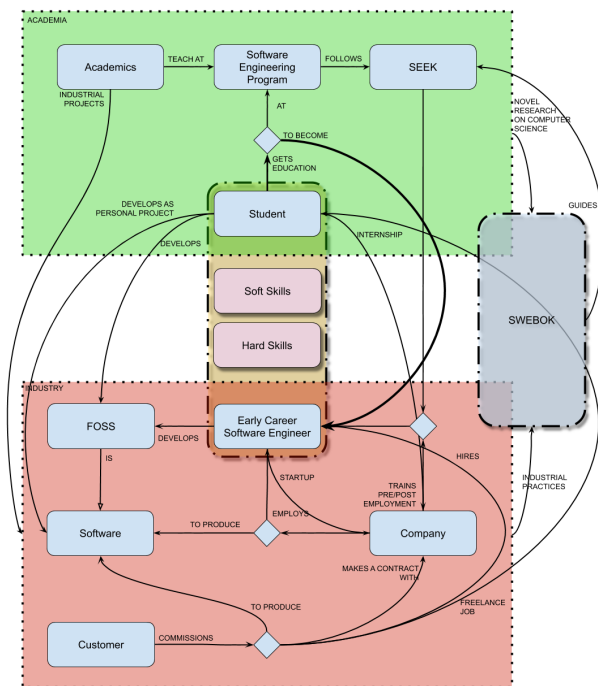 ACADEMIA
Academics
TEACH AT
Software
Engineering
Program
FOLLOWS
SEEK
INDUSTRIAL
PROJECTS
AT
NOVEL
RESEARCH
ON COMPUTER
SCIENCE
TO BECOME
GETS
EDUCATION
DEVELOPS AS
PERSONAL PROJECT
Student
GUIDES
DEVELOPS
INTERNSHIP
Soft Skills
SWEBOK
Hard Skills
INDUSTRY
FOSS
DEVELOPS
Early Career
Software Engineer
IS
STARTUP
HIRES
TRAINS
PRE/POST
EMPLOYMENT
INDUSTRIAL
PRACTICES
Software
TO PRODUCE
EMPLOYS
Company
MAKES A CONTRACT
WITH
TO PRODUCE
FREELANCE
JOB
Customer
COMMISSIONS